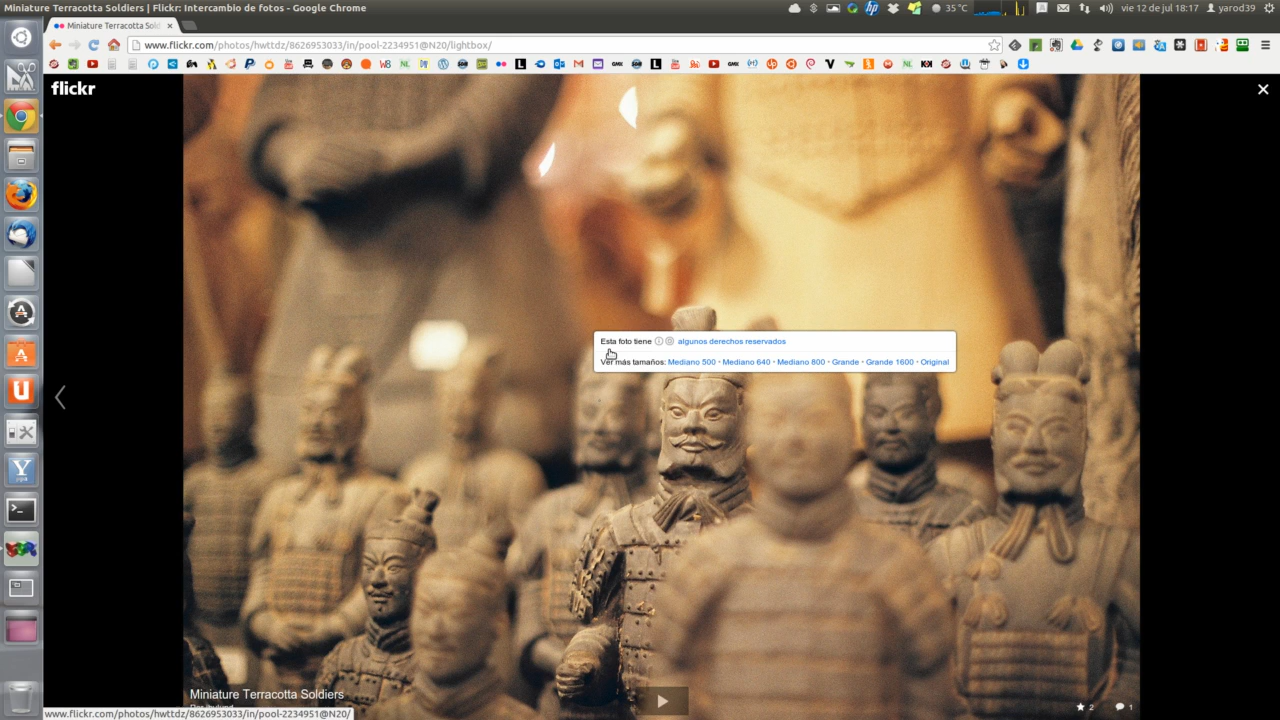 Miniature Terracotta Soldiers | Flickr: Intercambio de fotos - Google Chrome
35°C
vie 12 de jul 18:17
yarod39
Miniature Terracotta Sold
www.flickr.com/photos/hwttdz/8626953033/in/pool-2234951@N20/lightbox/
flickr
Esta foto tiene algunos derechos reservados
Ver más tamaños: Mediano 500 · Mediano 640 · Mediano 800 · Grande · Grande 1600 · Original
Miniature Terracotta Soldiers
2
1
www.flickr.com/photos/hwttdz/8626953033/in/pool-2234951@N20/